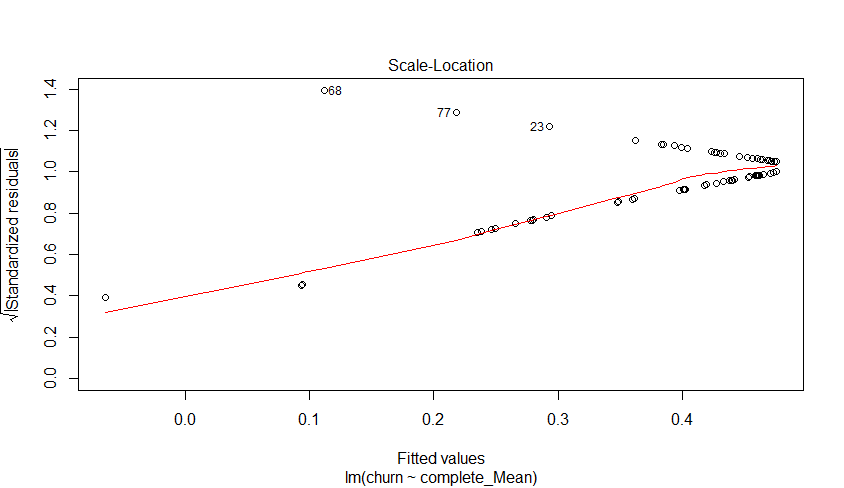 Scale-Location
√|Standardized residuals|
1.4
1.2
1.0
0.8
0.6
0.4
0.2
0.0
68
77
23
0.0 0.1 0.2 0.3 0.4
Fitted values
lm(churn ~ complete_Mean)